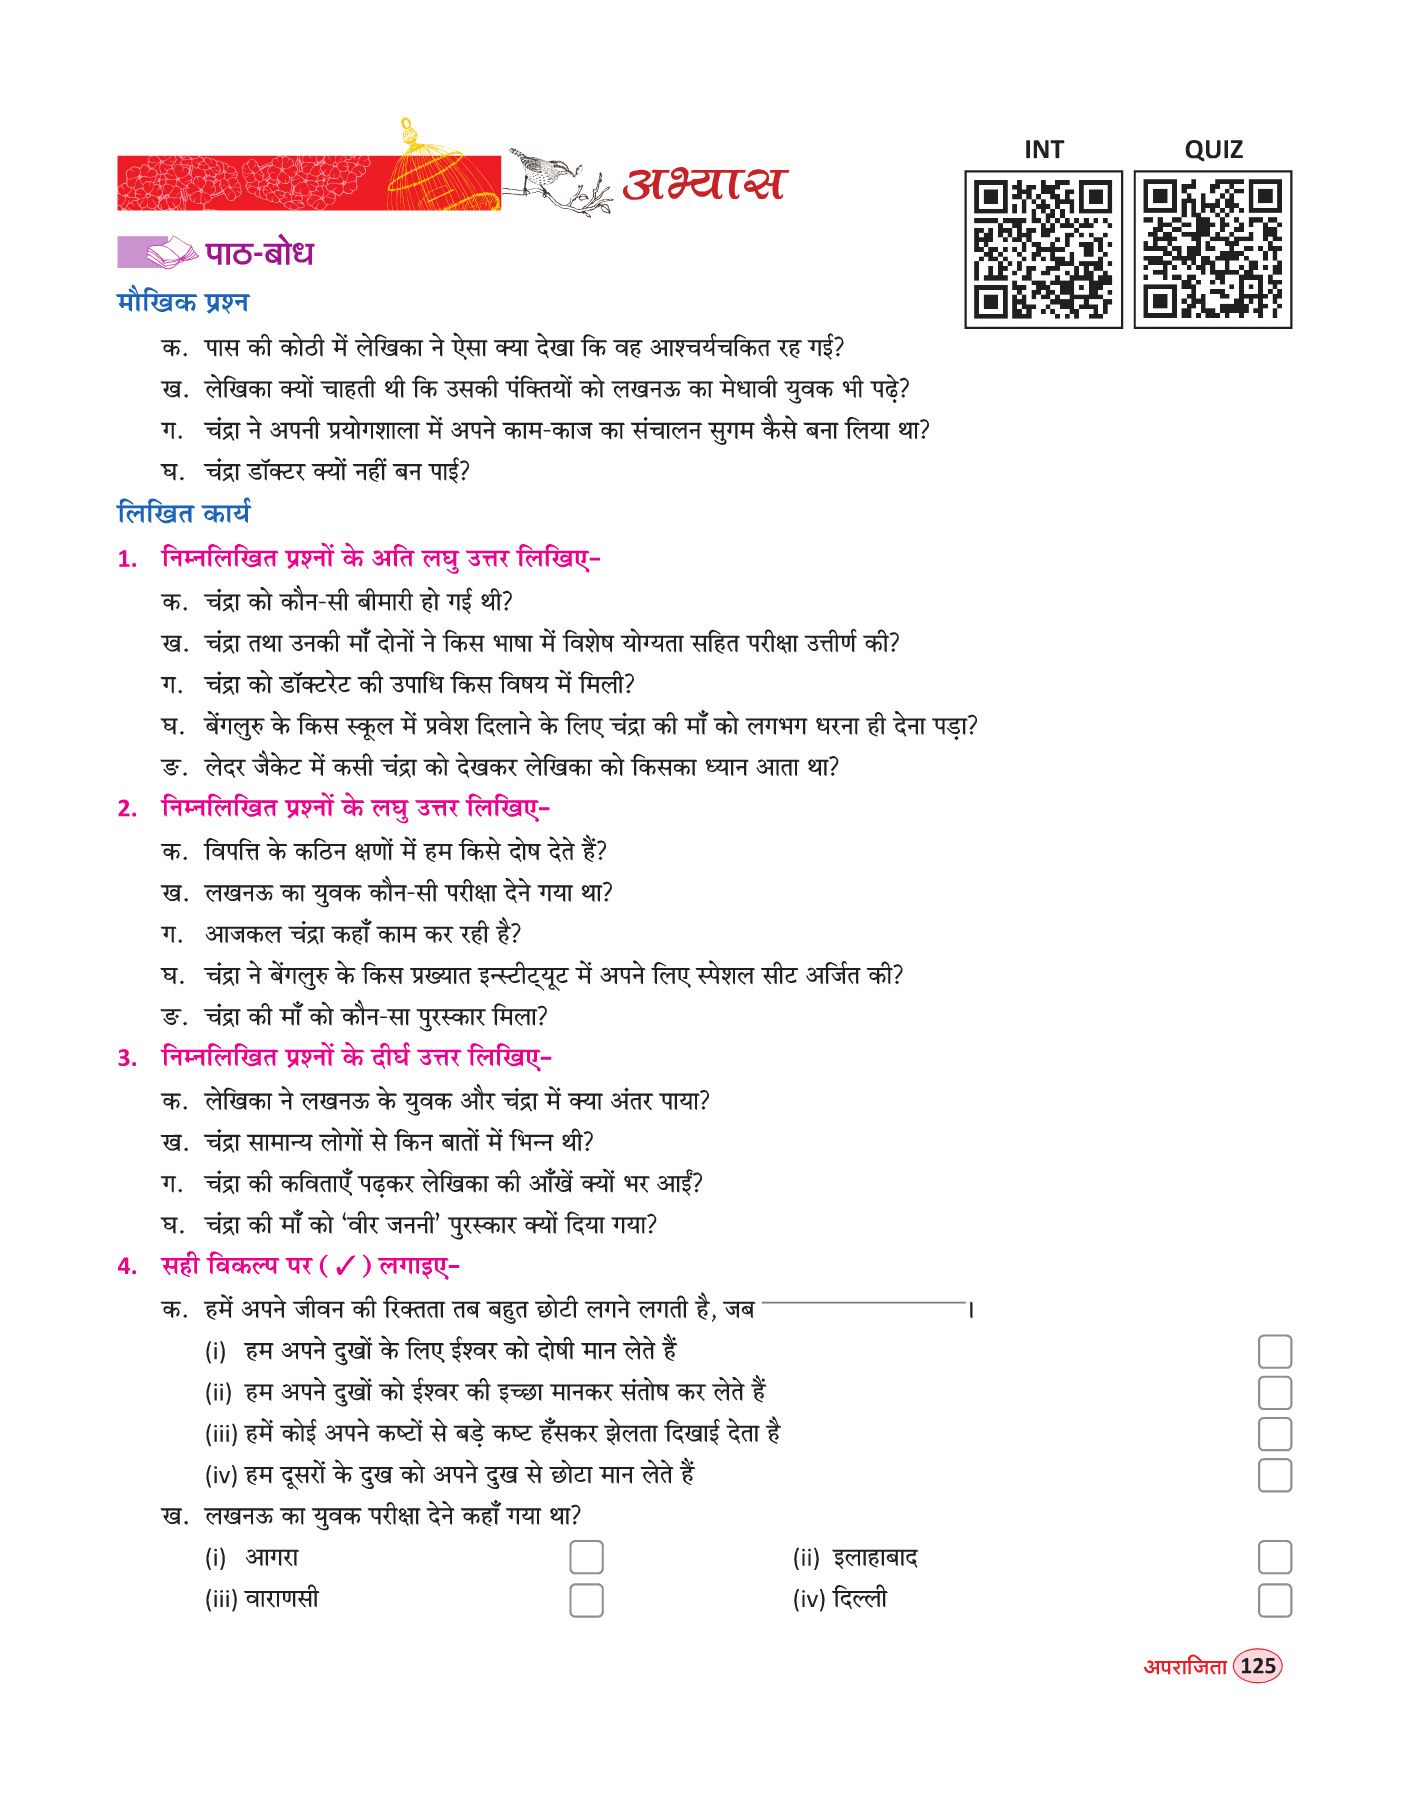 INT QUIZ
अभ्यास
पाठ-बोध
मौखिक प्रश्न
क. पास की कोठी में लेखिका ने ऐसा क्या देखा कि वह आश्चर्यचकित रह गई?
ख. लेखिका क्यों चाहती थी कि उसकी पंक्तियों को लखनऊ का मेधावी युवक भी पढ़े?
ग. चंद्रा ने अपनी प्रयोगशाला में अपने काम-काज का संचालन सुगम कैसे बना लिया था?
घ. चंद्रा डॉक्टर क्यों नहीं बन पाई?
लिखित कार्य
1. निम्नलिखित प्रश्नों के अति लघु उत्तर लिखिए–
क. चंद्रा को कौन-सी बीमारी हो गई थी?
ख. चंद्रा तथा उनकी माँ दोनों ने किस भाषा में विशेष योग्यता सहित परीक्षा उत्तीर्ण की?
ग. चंद्रा को डॉक्टरेट की उपाधि किस विषय में मिली?
घ. बेंगलुरु के किस स्कूल में प्रवेश दिलाने के लिए चंद्रा की माँ को लगभग धरना ही देना पड़ा?
ङ. लेदर जैकेट में कसी चंद्रा को देखकर लेखिका को किसका ध्यान आता था?
2. निम्नलिखित प्रश्नों के लघु उत्तर लिखिए–
क. विपत्ति के कठिन क्षणों में हम किसे दोष देते हैं?
ख. लखनऊ का युवक कौन-सी परीक्षा देने गया था?
ग. आजकल चंद्रा कहाँ काम कर रही है?
घ. चंद्रा ने बेंगलुरु के किस प्रख्यात इन्स्टीट्यूट में अपने लिए स्पेशल सीट अर्जित की?
ङ. चंद्रा की माँ को कौन-सा पुरस्कार मिला?
3. निम्नलिखित प्रश्नों के दीर्घ उत्तर लिखिए–
क. लेखिका ने लखनऊ के युवक और चंद्रा में क्या अंतर पाया?
ख. चंद्रा सामान्य लोगों से किन बातों में भिन्न थी?
ग. चंद्रा की कविताएँ पढ़कर लेखिका की आँखें क्यों भर आईं?
घ. चंद्रा की माँ को ‘वीर जननी’ पुरस्कार क्यों दिया गया?
4. सही विकल्प पर (✓) लगाइए–
क. हमें अपने जीवन की रिक्तता तब बहुत छोटी लगने लगती है, जब ____________।
(i) हम अपने दुखों के लिए ईश्वर को दोषी मान लेते हैं
(ii) हम अपने दुखों को ईश्वर की इच्छा मानकर संतोष कर लेते हैं
(iii) हमें कोई अपने कष्टों से बड़े कष्ट हँसकर झेलता दिखाई देता है
(iv) हम दूसरों के दुख को अपने दुख से छोटा मान लेते हैं
ख. लखनऊ का युवक परीक्षा देने कहाँ गया था?
(i) आगरा (ii) इलाहाबाद
(iii) वाराणसी (iv) दिल्ली
अपराजिता 125